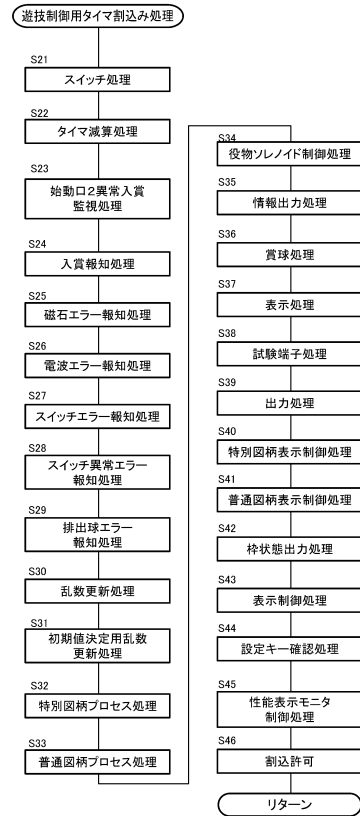 遊技制御用タイマ割込み処理
S21
スイッチ処理
S22
タイマ減算処理
S23
始動口2異常入賞
監視処理
S24
入賞報知処理
S25
磁石エラー報知処理
S26
電波エラー報知処理
S27
スイッチエラー報知処理
S28
スイッチ異常エラー
報知処理
S29
排出球エラー
報知処理
S30
乱数更新処理
S31
初期値決定用乱数
更新処理
S32
特別図柄プロセス処理
S33
普通図柄プロセス処理
S34
役物ソレノイド制御処理
S35
情報出力処理
S36
賞球処理
S37
表示処理
S38
試験端子処理
S39
出力処理
S40
特別図柄表示制御処理
S41
普通図柄表示制御処理
S42
枠状態出力処理
S43
表示制御処理
S44
設定キー確認処理
S45
性能表示モニタ
制御処理
S46
割込許可
リターン